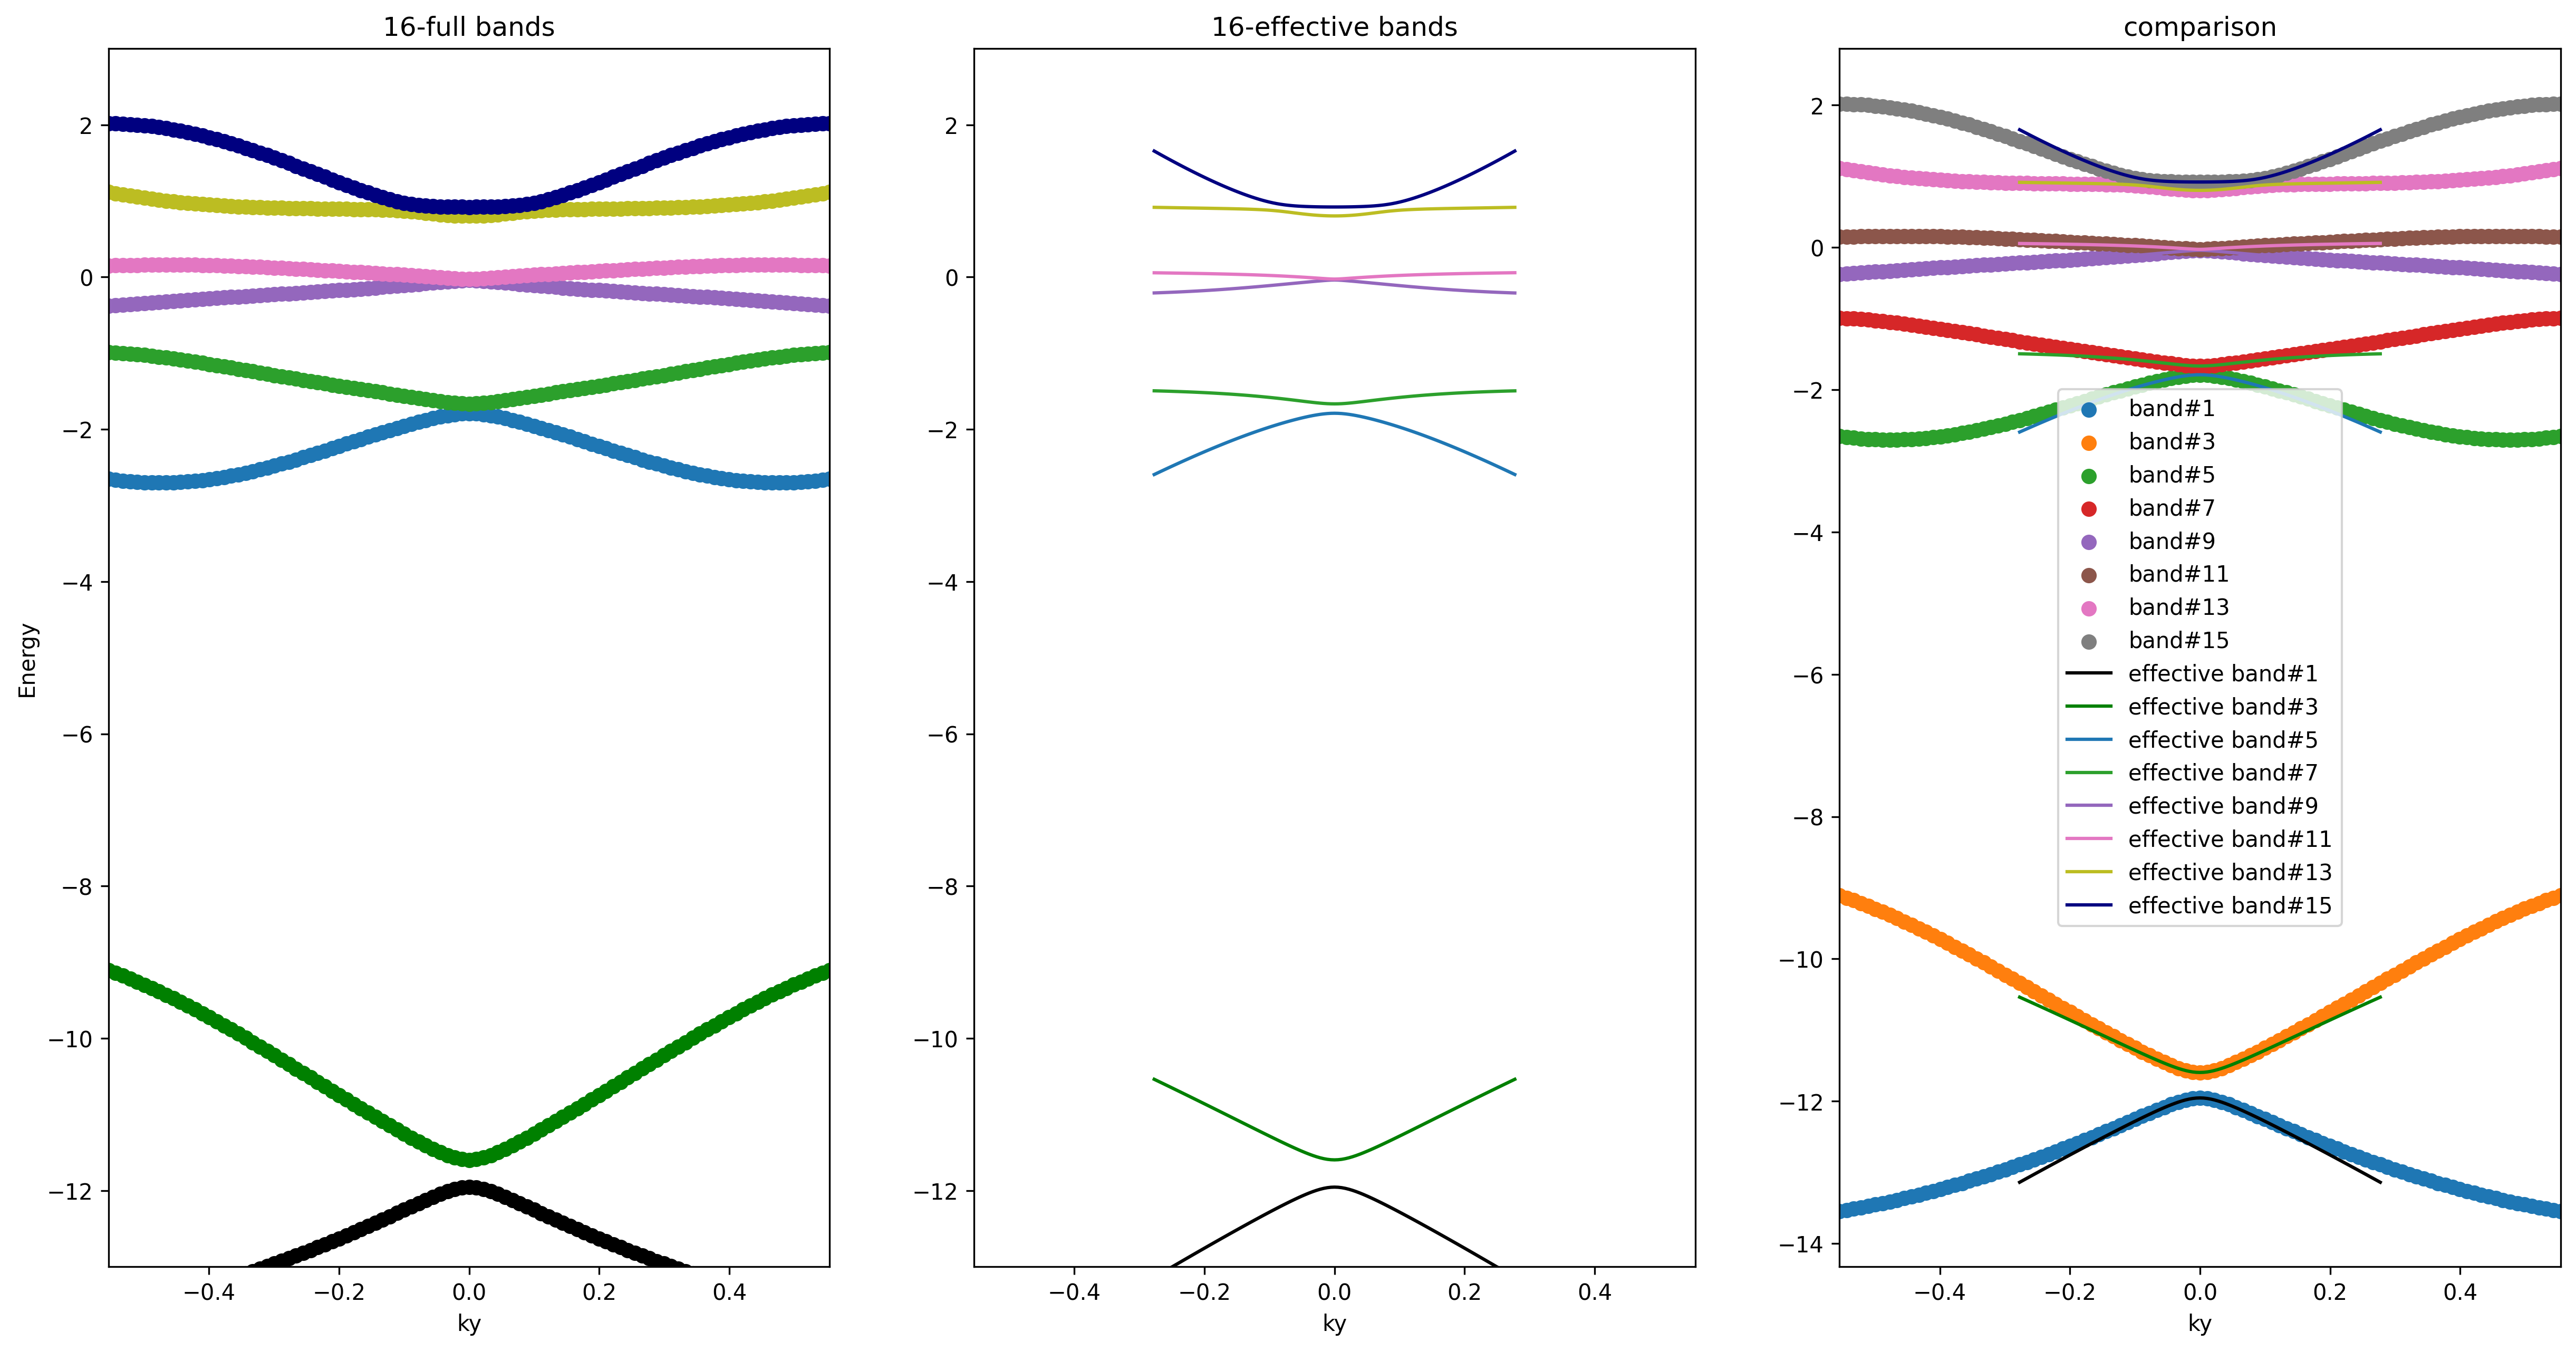 16-full bands
16-effective bands
comparison
Energy
2
0
−2
−4
−6
−8
−10
−12
−0.4 −0.2 0.0 0.2 0.4
ky
2
0
−2
−4
−6
−8
−10
−12
−0.4 −0.2 0.0 0.2 0.4
ky
2
0
−2
−4
−6
−8
−10
−12
−14
band#1
band#3
band#5
band#7
band#9
band#11
band#13
band#15
effective band#1
effective band#3
effective band#5
effective band#7
effective band#9
effective band#11
effective band#13
effective band#15
−0.4 −0.2 0.0 0.2 0.4
ky